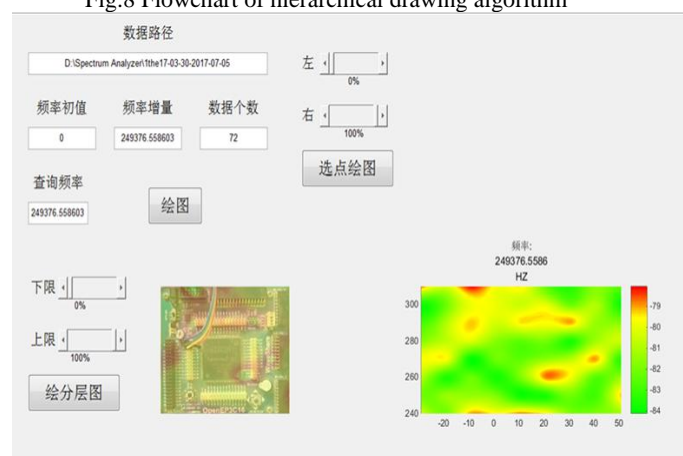 Fig.8 Flowchart of hierarchical drawing algorithm
数据路径
D:\Spectrum Analyzer\1the17-03-30-2017-07-05
左
0%
频率初值 频率增量 数据个数
右
0 249376.558603 72
100%
选点绘图
查询频率
249376.558603
绘图
频率:
249376.5586
HZ
下限
0%
上限
100%
绘分层图
OpenEP3C16
300
280
260
240
-20 -10 0 10 20 30 40 50
-79
-80
-81
-82
-83
-84